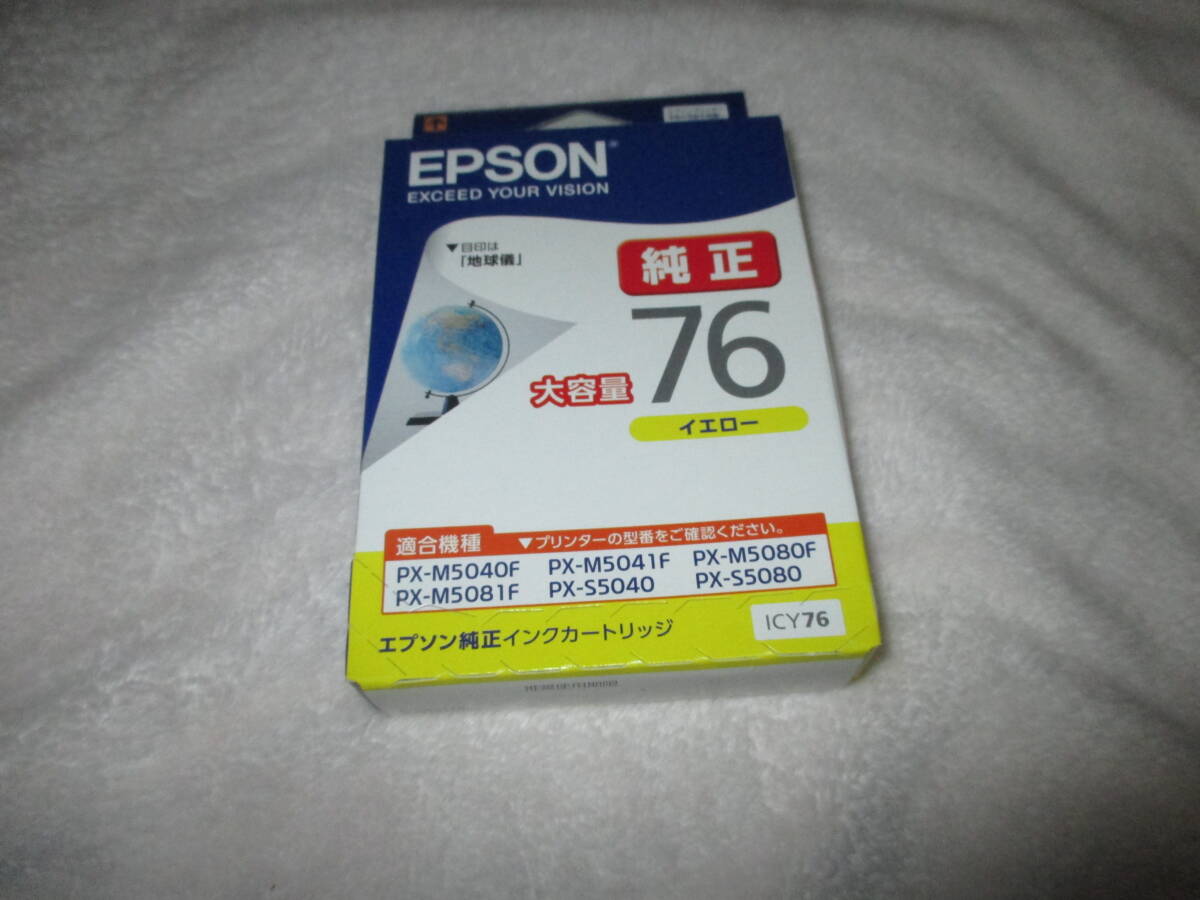 EPSON
EXCEED YOUR VISION
▼目印は
「地球儀」
純正
76
大容量
イエロー
適合機種 ▼プリンターの型番をご確認ください。
PX-M5040F PX-M5041F PX-M5080F
PX-M5081F PX-S5040 PX-S5080
エプソン純正インクカートリッジ
ICY76